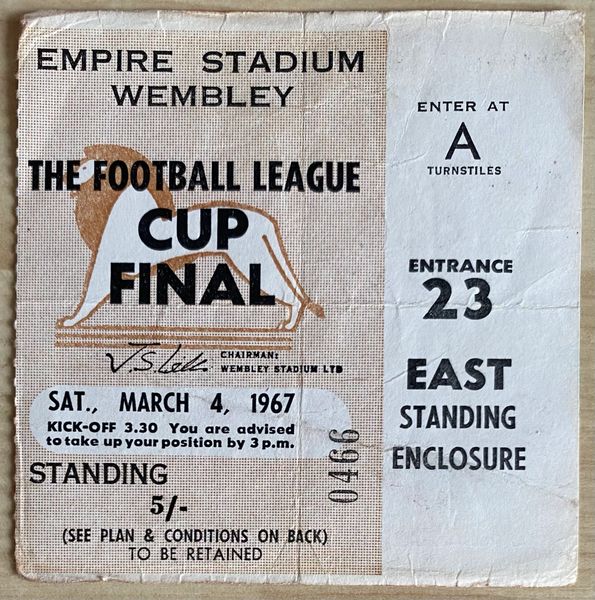 EMPIRE STADIUM
WEMBLEY
THE FOOTBALL LEAGUE
CUP
FINAL
CHAIRMAN:
WEMBLEY STADIUM LTD
SAT., MARCH 4, 1967
KICK-OFF 3.30 You are advised
to take up your position by 3 p.m.
STANDING
5/-
(SEE PLAN & CONDITIONS ON BACK)
TO BE RETAINED
0466
ENTER AT
A
TURNSTILES
ENTRANCE
23
EAST
STANDING
ENCLOSURE